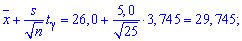 x̄ + s/√n t_γ = 26,0 + 5,0/√25 · 3,745 = 29,745;